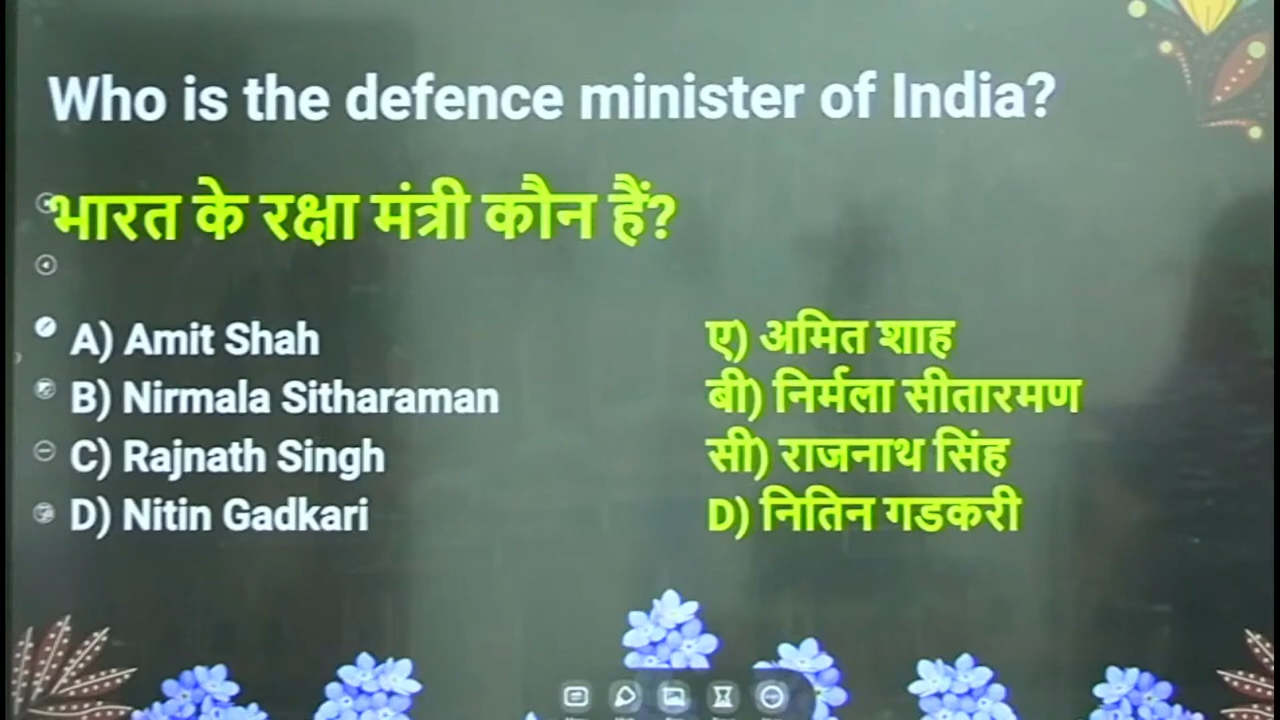 Who is the defence minister of India?
भारत के रक्षा मंत्री कौन हैं?
A) Amit Shah
B) Nirmala Sitharaman
C) Rajnath Singh
D) Nitin Gadkari
ए) अमित शाह
बी) निर्मला सीतारमण
सी) राजनाथ सिंह
D) नितिन गडकरी